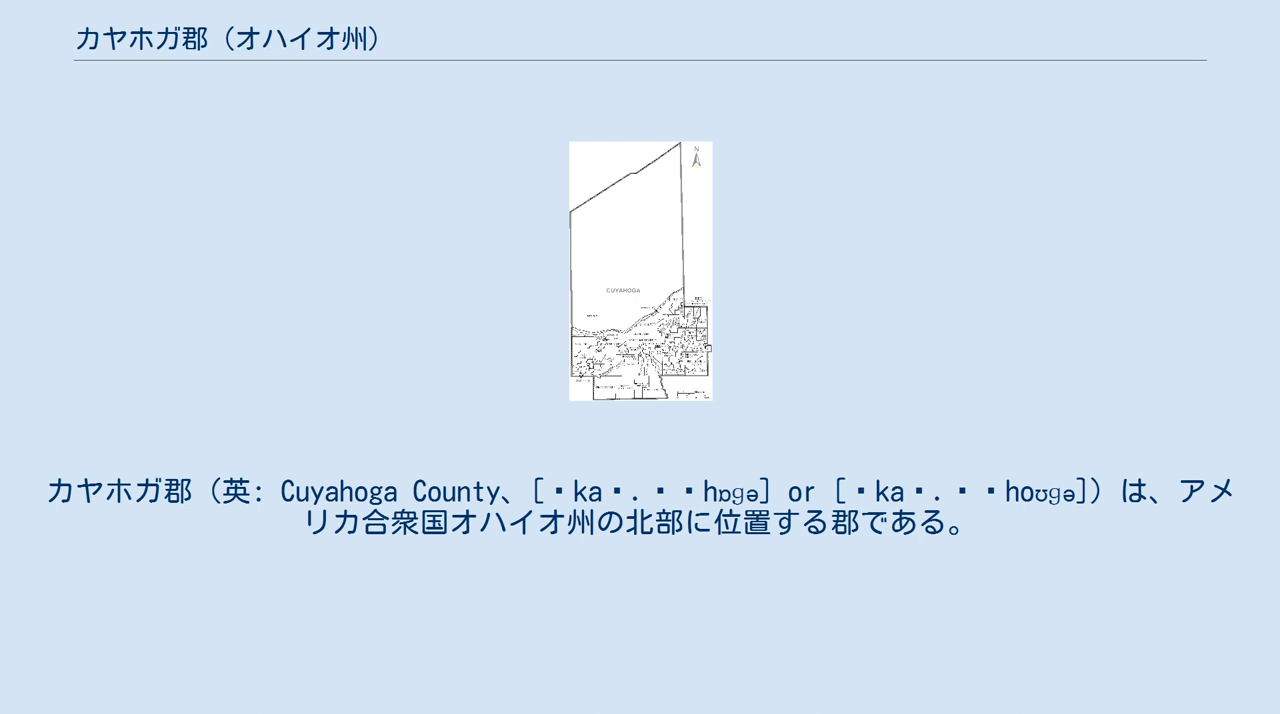 カヤホガ郡（オハイオ州）
N
CUYAHOGA
カヤホガ郡（英: Cuyahoga County、[▪ka▪.▪▪hɒɡə] or [▪ka▪.▪▪hoʊɡə]）は、アメ
リカ合衆国オハイオ州の北部に位置する郡である。